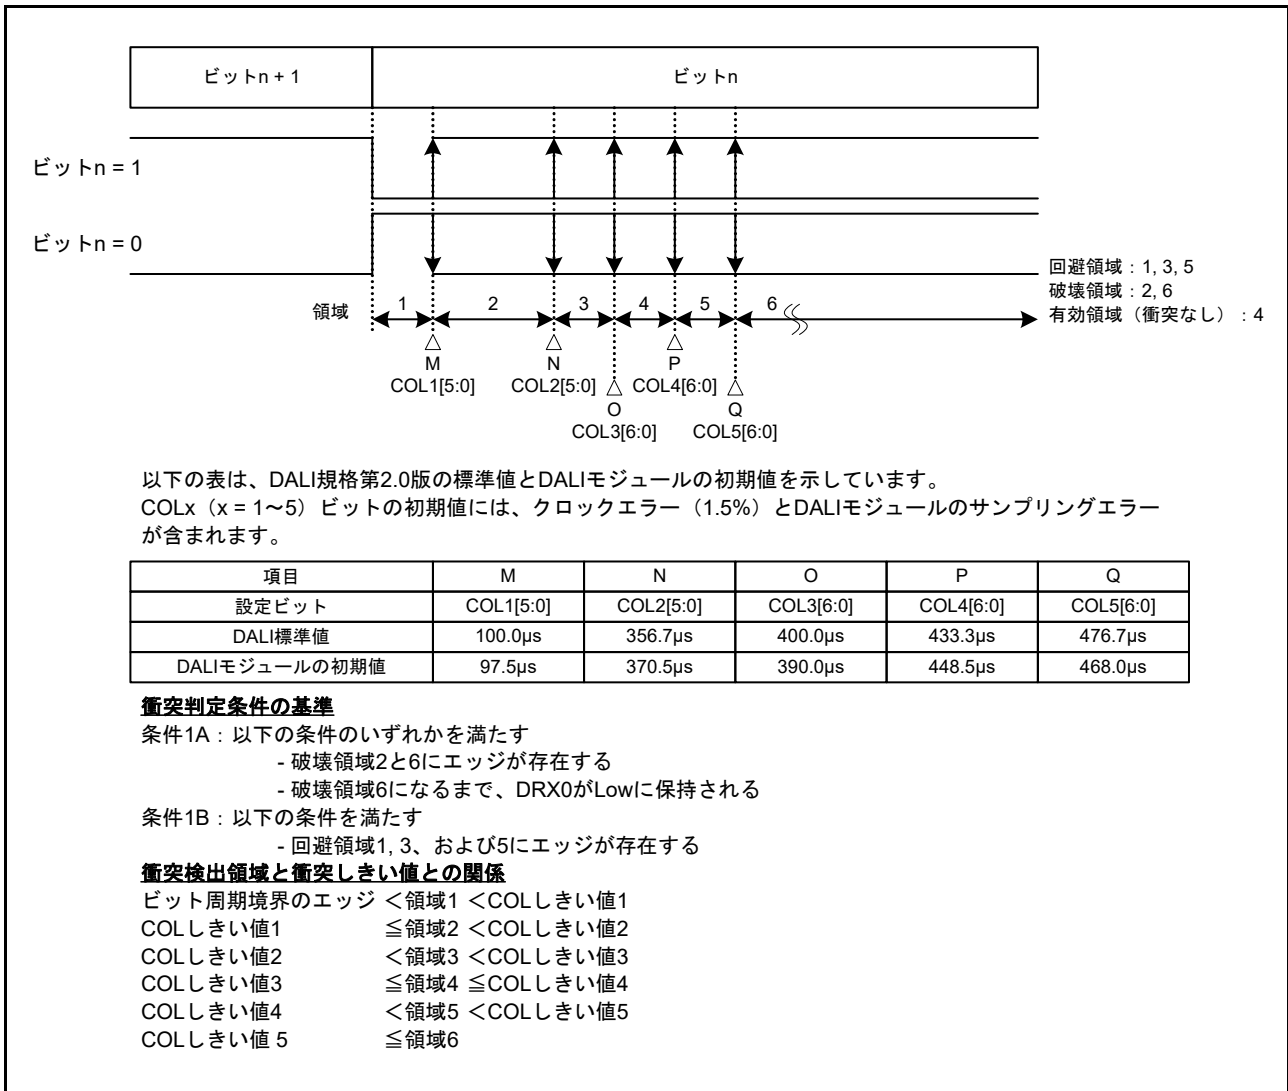 ビットn + 1
ビットn
ビットn = 1
ビットn = 0
回避領域：1, 3, 5
破壊領域：2, 6
有効領域（衝突なし）：4
領域
1
2
3
4
5
6
M
N
P
COL1[5:0]
COL2[5:0]
COL4[6:0]
O
Q
COL3[6:0]
COL5[6:0]
以下の表は、DALI規格第2.0版の標準値とDALIモジュールの初期値を示しています。
COLx（x = 1～5）ビットの初期値には、クロックエラー（1.5%）とDALIモジュールのサンプリングエラー
が含まれます。
項目 M N O P Q
設定ビット COL1[5:0] COL2[5:0] COL3[6:0] COL4[6:0] COL5[6:0]
DALI標準値 100.0µs 356.7µs 400.0µs 433.3µs 476.7µs
DALIモジュールの初期値 97.5µs 370.5µs 390.0µs 448.5µs 468.0µs
衝突判定条件の基準
条件1A：以下の条件のいずれかを満たす
- 破壊領域2と6にエッジが存在する
- 破壊領域6になるまで、DRX0がLowに保持される
条件1B：以下の条件を満たす
- 回避領域1, 3、および5にエッジが存在する
衝突検出領域と衝突しきい値との関係
ビット周期境界のエッジ ＜領域1 ＜COLしきい値1
COLしきい値1 ≦領域2 ＜COLしきい値2
COLしきい値2 ＜領域3 ＜COLしきい値3
COLしきい値3 ≦領域4 ≦COLしきい値4
COLしきい値4 ＜領域5 ＜COLしきい値5
COLしきい値 5 ≦領域6